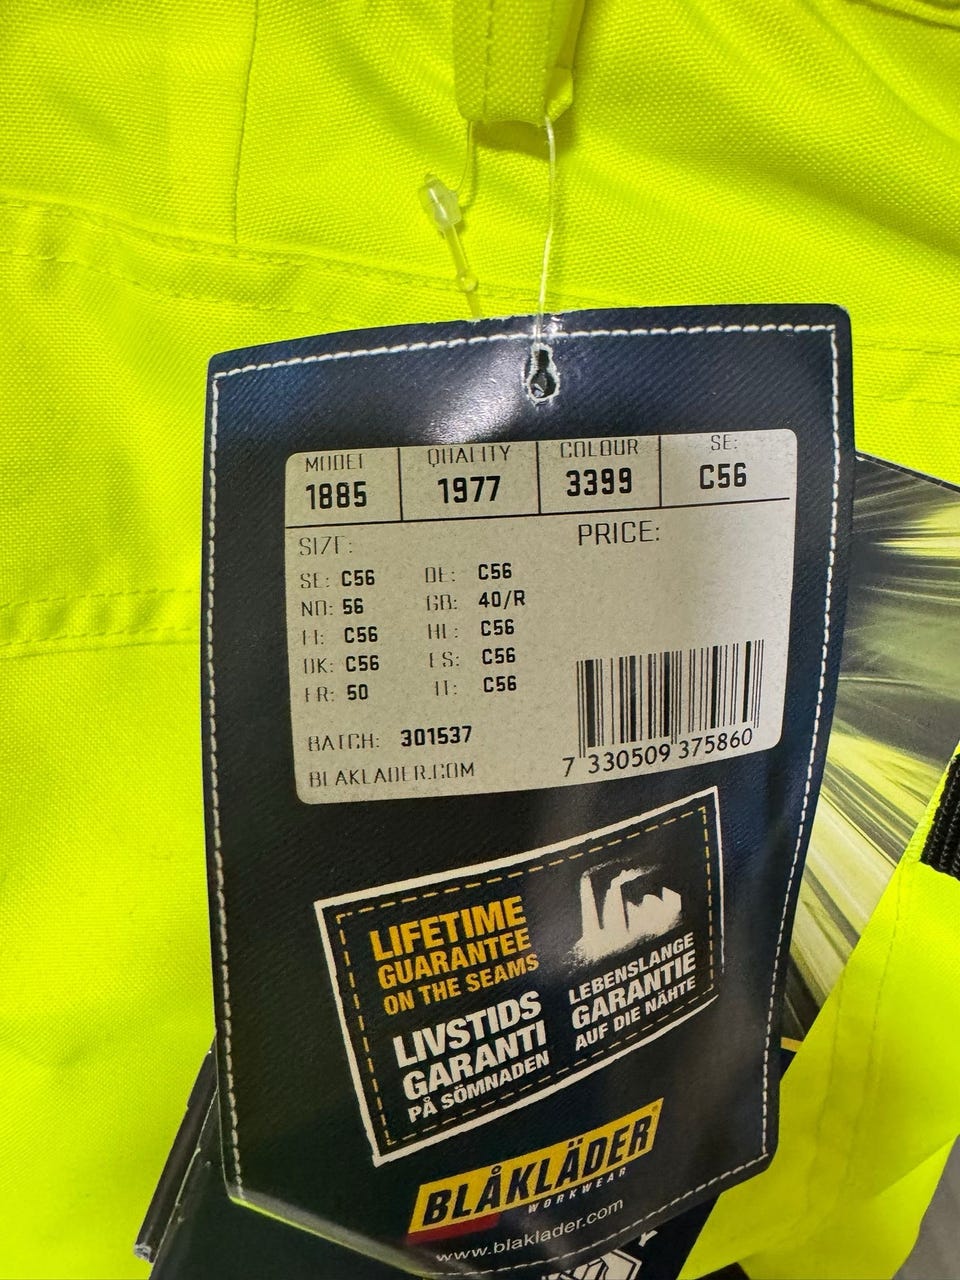 MODEL QUALITY COLOUR SE:
1885 1977 3399 C56
SIZE: PRICE:
SE: C56 DE: C56
NO: 56 GB: 40/R
FI: C56 NL: C56
DK: C56 ES: C56
FR: 50 IT: C56
BATCH: 301537
BLAKLADER.COM
7 330509 375860
LIFETIME
GUARANTEE
ON THE SEAMS
LIVSTIDS
GARANTI
PÅ SÖMNADEN
LEBENSLANGE
GARANTIE
AUF DIE NÄHTE
BLÅKLÄDER®
WORKWEAR
www.blaklader.com